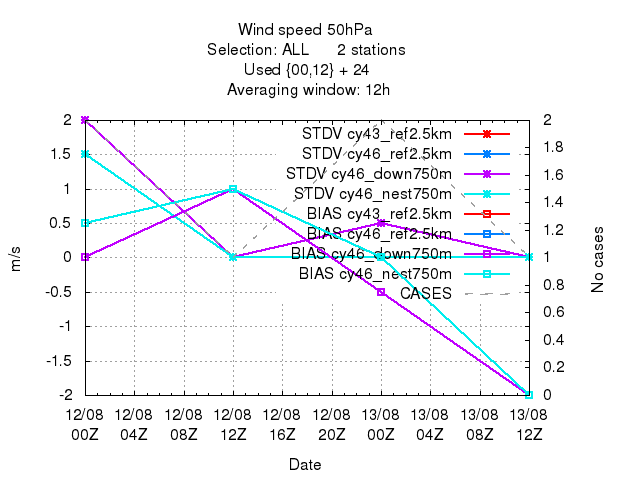 Wind speed 50hPa
Selection: ALL 2 stations
Used {00,12} + 24
Averaging window: 12h
2 2
STDV cy43_ref2.5km
1.8
STDV cy46_ref2.5km
1.5
1.6
STDV cy46_down750m
1
1.4
STDV cy46_nest750m
BIAS cy43_ref2.5km
0.5
1.2
BIAS cy46_ref2.5km
BIAS cy46_down750m
0 1
BIAS cy46_nest750m
m/s
No cases
0.8
-0.5
CASES
0.6
-1
0.4
-1.5
0.2
-2 0
12/08 12/08 12/08 12/08 12/08 12/08 13/08 13/08 13/08 13/08
00Z 04Z 08Z 12Z 16Z 20Z 00Z 04Z 08Z 12Z
Date